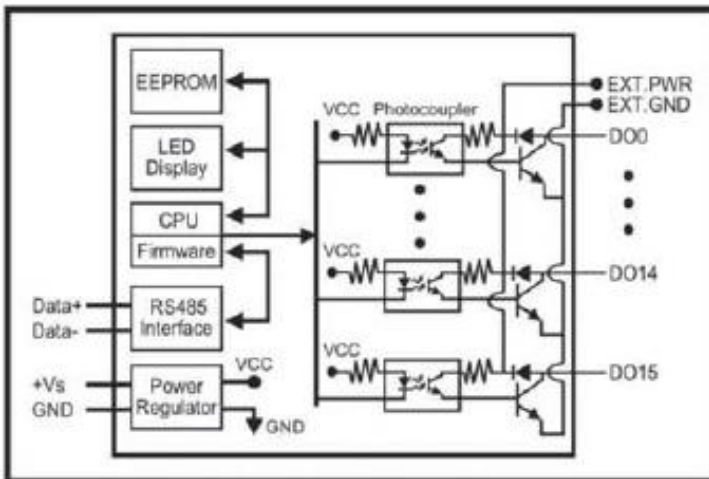 EEPROM
LED
Display
CPU
Firmware
RS485
Interface
Data+
Data-
Power
Regulator
+Vs
GND
VCC
GND
VCC
Photocoupler
EXT.PWR
EXT.GND
DO0
VCC
DO14
VCC
DO15